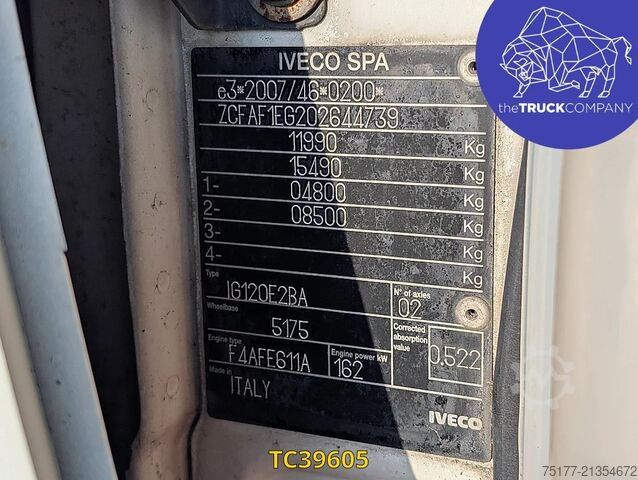 IVECO SPA
e3*2007/46*0200*
ZCFAF1EG202644739
11990 Kg
15490 Kg
1- 04800 Kg
2- 08500 Kg
3- Kg
4- Kg
Type
IG120E2BA
N° of axles
02
Wheelbase
5175
Corrected absorption value
0.522
Engine type
F4AFE611A
Engine power kW
162
Made in
ITALY
IVECO
theTRUCKCOMPANY
TC39605
75177-21354672